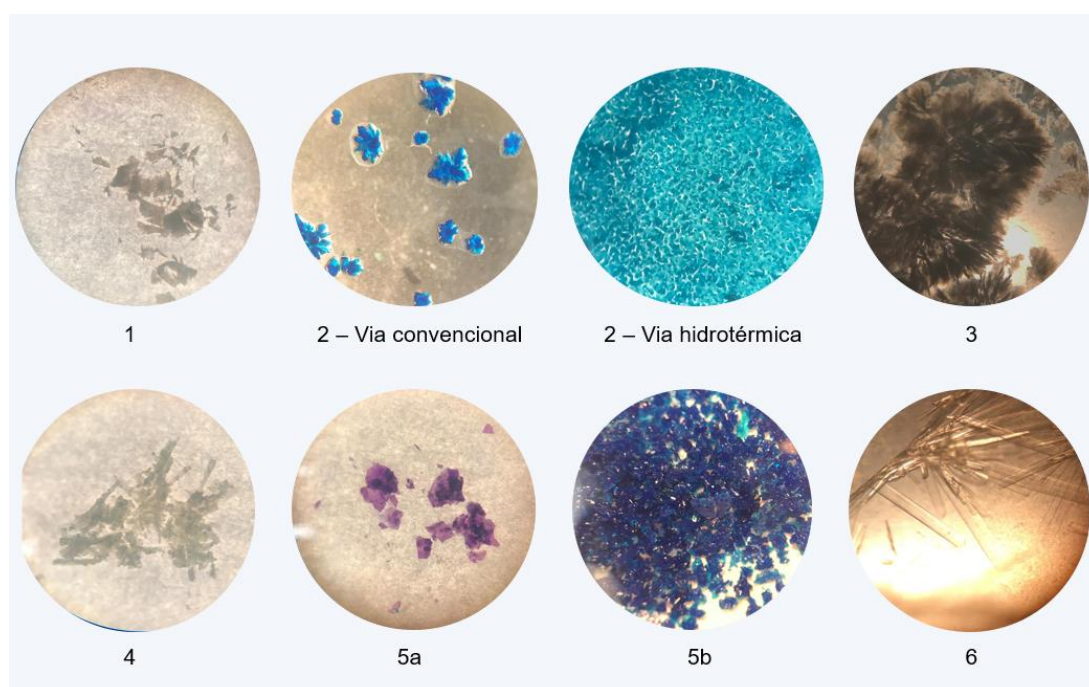 1
2 – Via convencional
2 – Via hidrotérmica
3
4
5a
5b
6